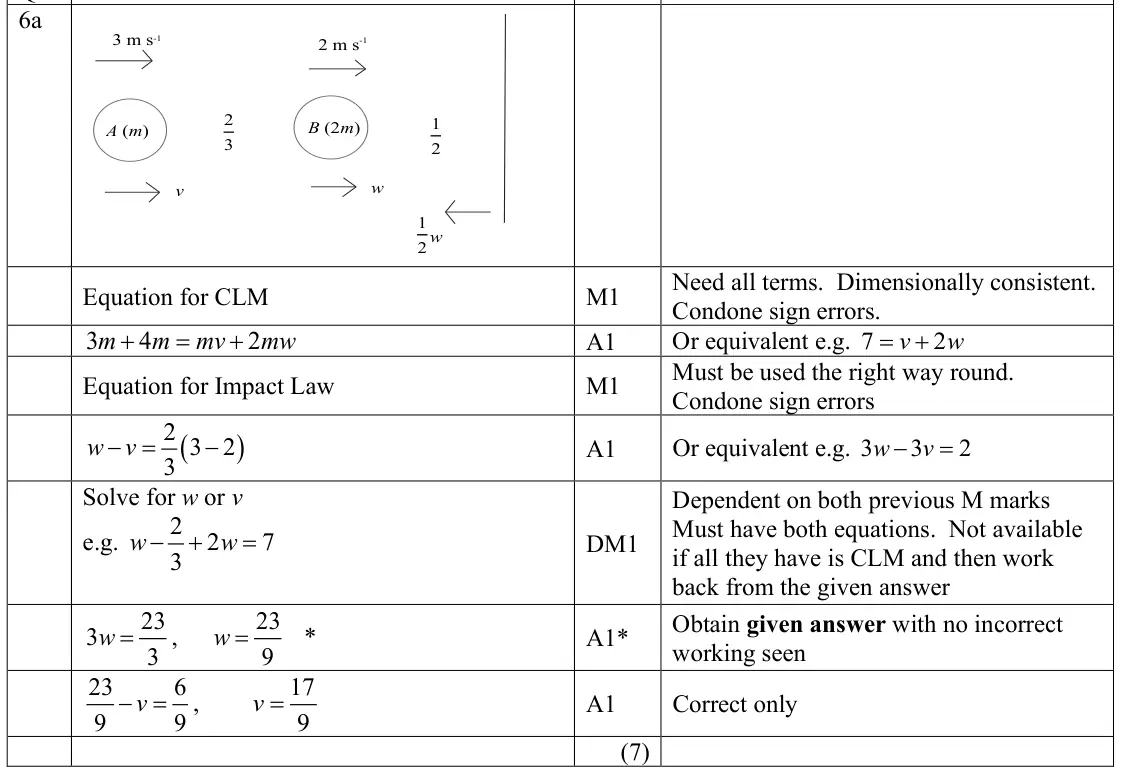 6a
3 m s⁻¹
2 m s⁻¹
A (m)
2/3
B (2m)
1/2
v
w
1/2 w
Equation for CLM M1 Need all terms. Dimensionally consistent.
Condone sign errors.
3m + 4m = mv + 2mw A1 Or equivalent e.g. 7 = v + 2w
Equation for Impact Law M1 Must be used the right way round.
Condone sign errors
w − v = 2/3 (3 − 2) A1 Or equivalent e.g. 3w − 3v = 2
Solve for w or v
e.g. w − 2/3 + 2w = 7 DM1 Dependent on both previous M marks
Must have both equations. Not available
if all they have is CLM and then work
back from the given answer
3w = 23/3 , w = 23/9 * A1* Obtain given answer with no incorrect
working seen
23/9 − v = 6/9 , v = 17/9 A1 Correct only
(7)